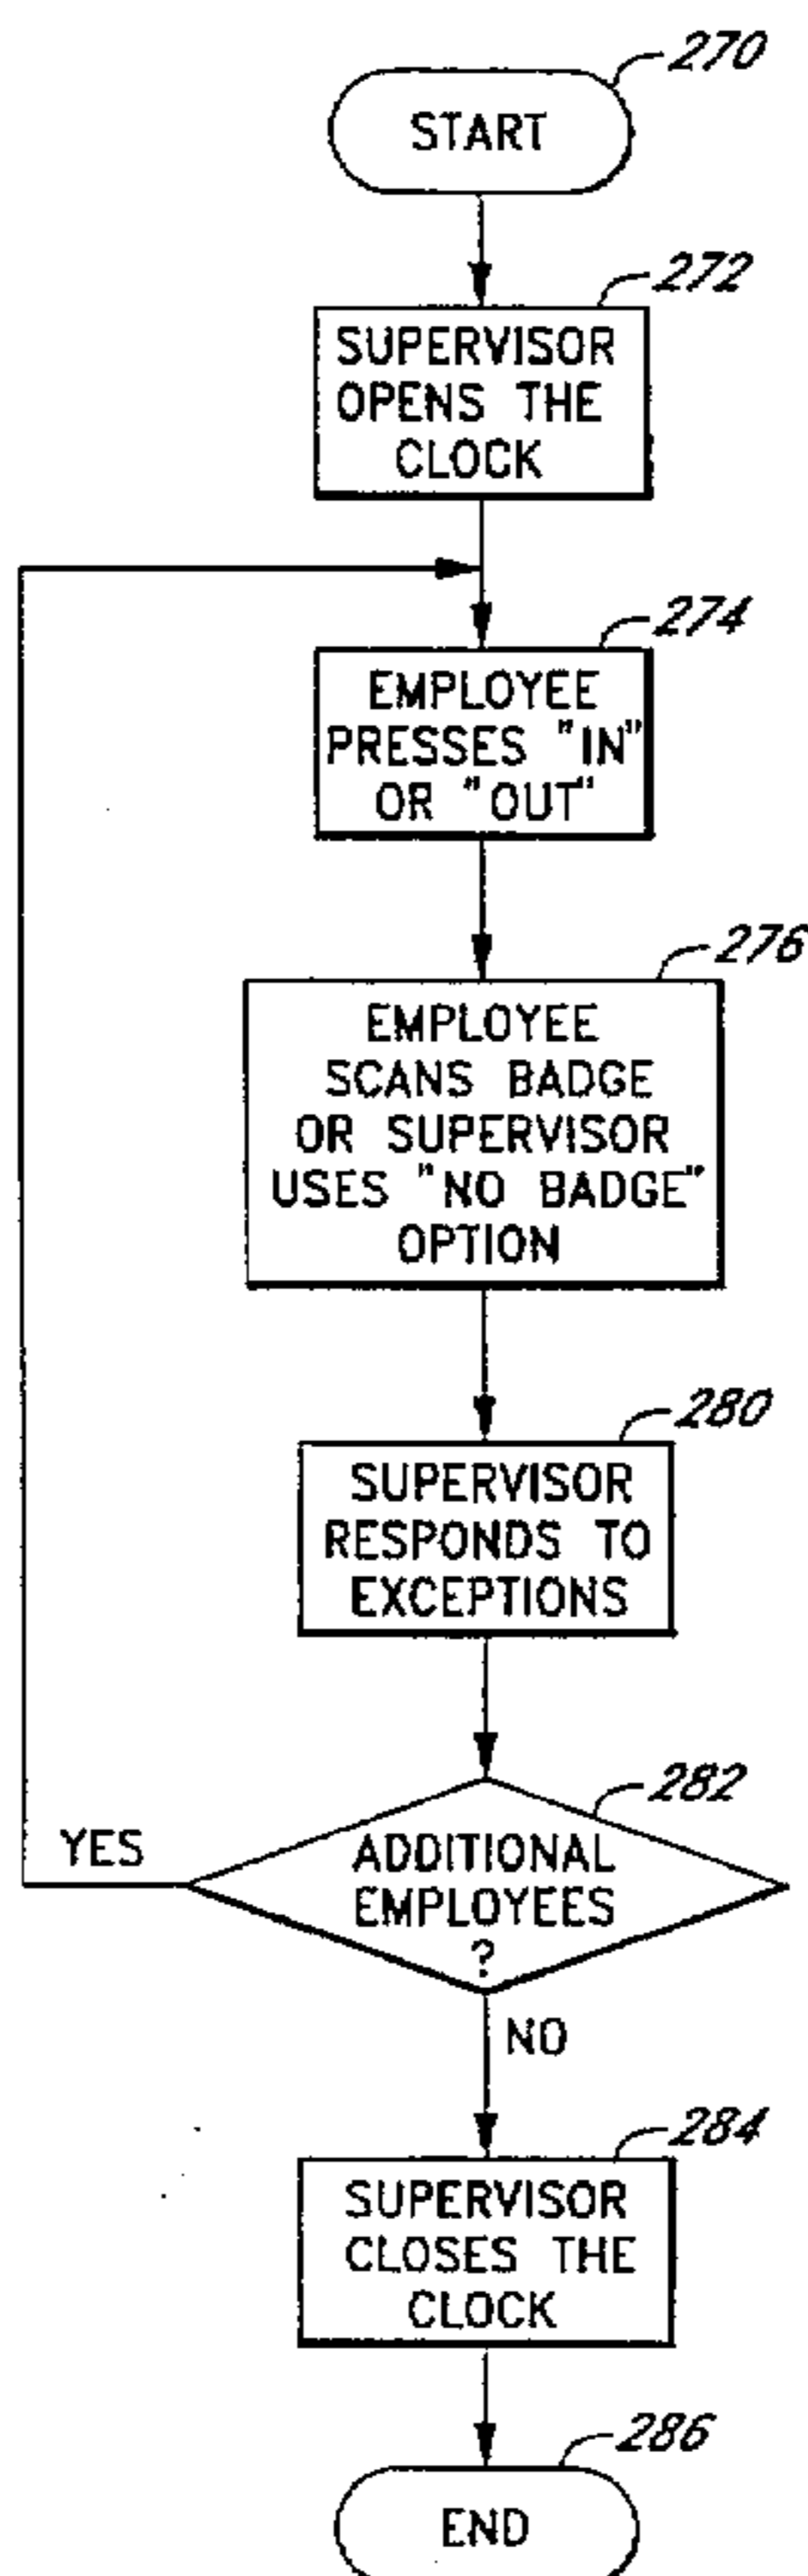 270
START
272
SUPERVISOR
OPENS THE
CLOCK
274
EMPLOYEE
PRESSES "IN"
OR "OUT"
276
EMPLOYEE
SCANS BADGE
OR SUPERVISOR
USES "NO BADGE"
OPTION
280
SUPERVISOR
RESPONDS TO
EXCEPTIONS
282
YES
ADDITIONAL
EMPLOYEES
?
NO
284
SUPERVISOR
CLOSES THE
CLOCK
286
END